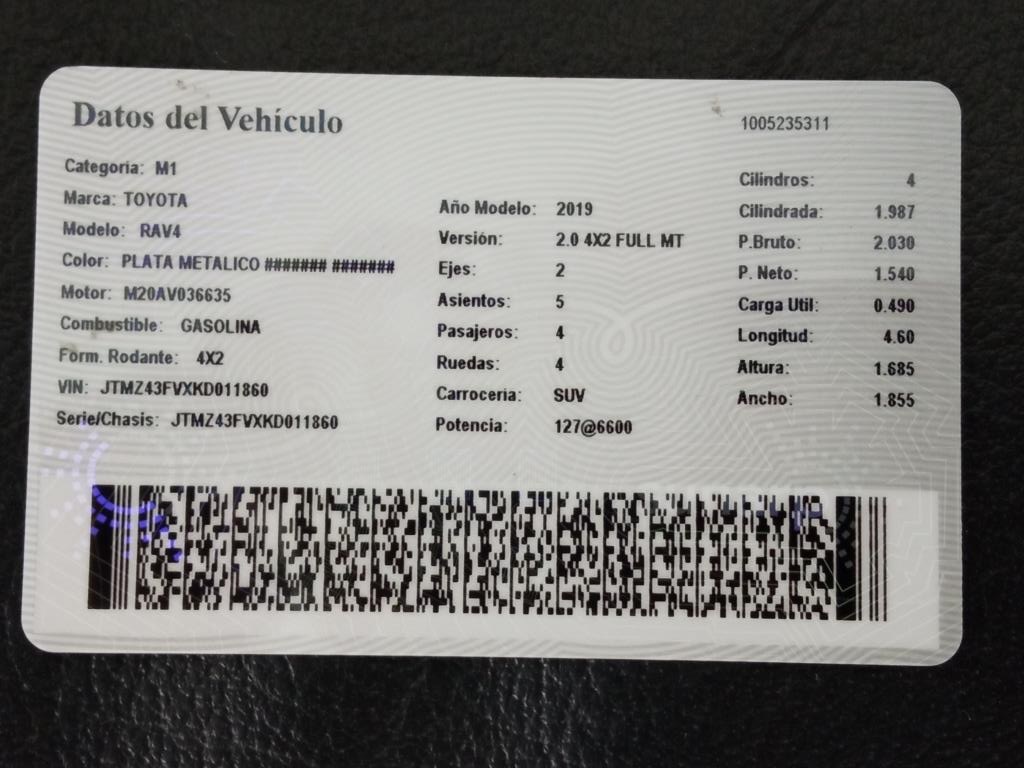 Datos del Vehículo
1005235311
Categoría: M1
Marca: TOYOTA
Modelo: RAV4
Color: PLATA METALICO ####### #######
Motor: M20AV036635
Combustible: GASOLINA
Form. Rodante: 4X2
VIN: JTMZ43FVXKD011860
Serie/Chasis: JTMZ43FVXKD011860
Año Modelo: 2019
Versión: 2.0 4X2 FULL MT
Ejes: 2
Asientos: 5
Pasajeros: 4
Ruedas: 4
Carrocería: SUV
Potencia: 127@6600
Cilindros: 4
Cilindrada: 1.987
P.Bruto: 2.030
P. Neto: 1.540
Carga Util: 0.490
Longitud: 4.60
Altura: 1.685
Ancho: 1.855